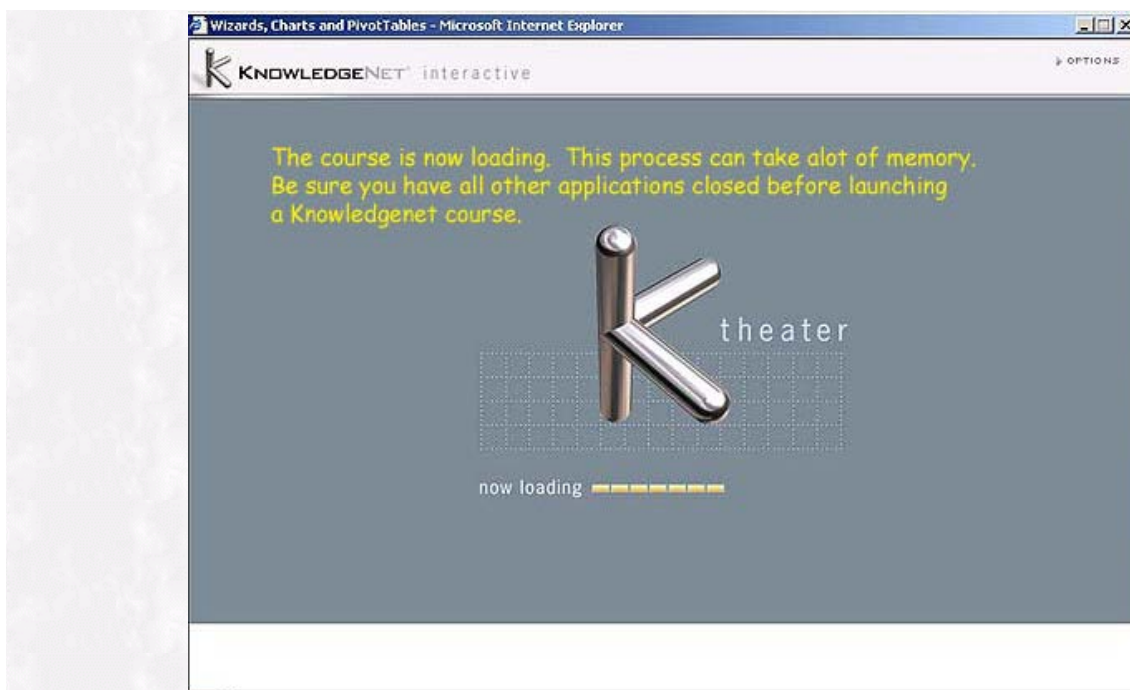 Wizards, Charts and PivotTables - Microsoft Internet Explorer
KNOWLEDGENET interactive
OPTIONS
The course is now loading. This process can take alot of memory.
Be sure you have all other applications closed before launching
a Knowledgenet course.
theater
now loading